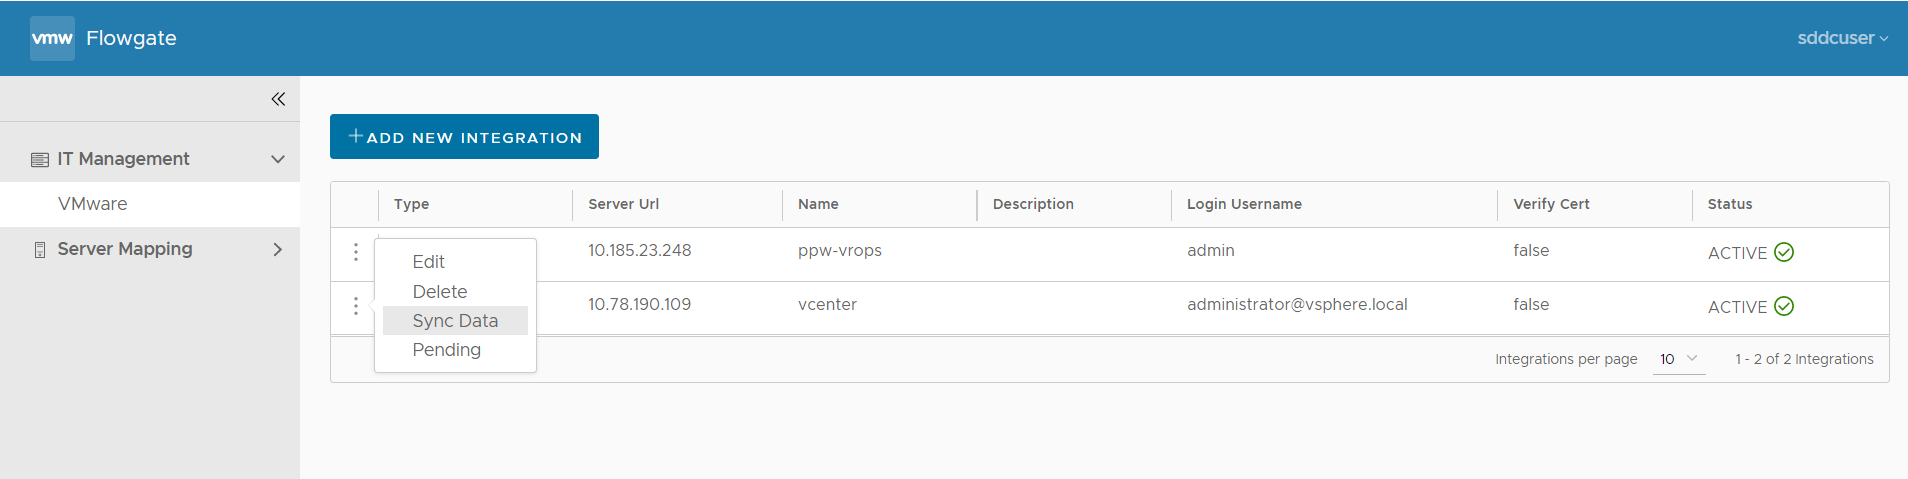 vmw Flowgate sddcuser
ADD NEW INTEGRATION
IT Management
VMware
Server Mapping
Type Server Url Name Description Login Username Verify Cert Status
10.185.23.248 ppw-vrops admin false ACTIVE
10.78.190.109 vcenter administrator@vsphere.local false ACTIVE
Edit
Delete
Sync Data
Pending
Integrations per page 10 1 - 2 of 2 Integrations